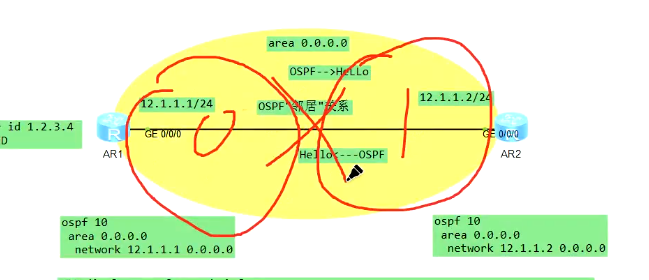 area 0.0.0.0
OSPF-->HeLLo
12.1.1.1/24
12.1.1.2/24
OSPF"邻居"关系
0
1
id 1.2.3.4
D
R
GE 0/0/0
GE 0/0/0
AR1
Hello<---OSPF
AR2
ospf 10
area 0.0.0.0
network 12.1.1.1 0.0.0.0
ospf 10
area 0.0.0.0
network 12.1.1.2 0.0.0.0